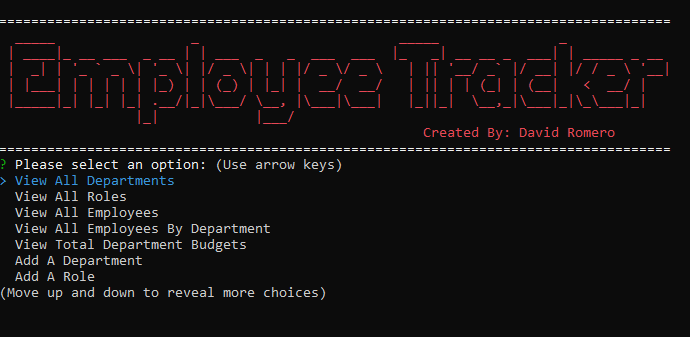 Employee Tracker
Created By: David Romero
? Please select an option: (Use arrow keys)
> View All Departments
View All Roles
View All Employees
View All Employees By Department
View Total Department Budgets
Add A Department
Add A Role
(Move up and down to reveal more choices)